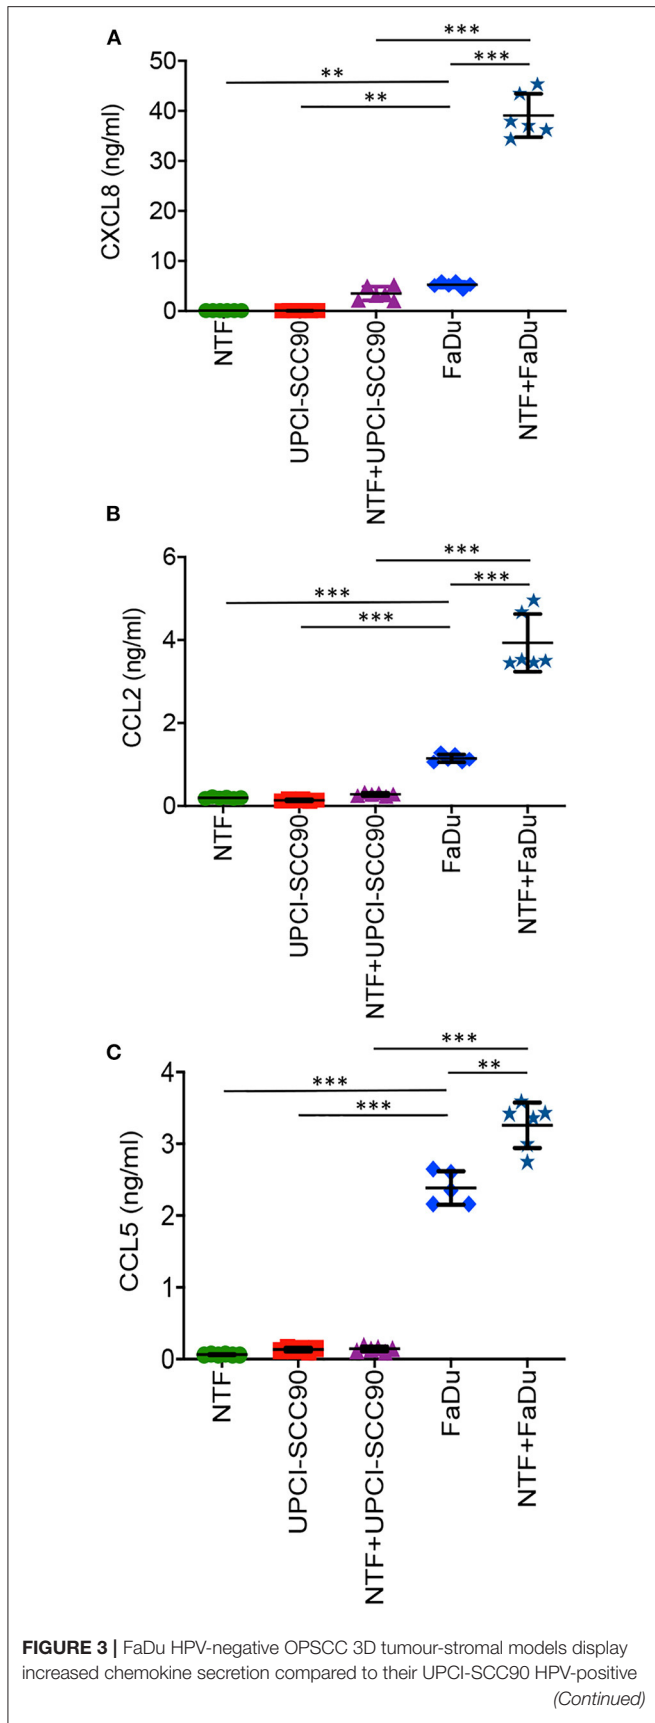 A
***
***
**
**
50
40
30
20
10
0
CXCL8 (ng/ml)
NTF
UPCI-SCC90
NTF+UPCI-SCC90
FaDu
NTF+FaDu
B
***
***
***
***
6
4
2
0
CCL2 (ng/ml)
NTF
UPCI-SCC90
NTF+UPCI-SCC90
FaDu
NTF+FaDu
C
***
**
***
***
4
3
2
1
0
CCL5 (ng/ml)
NTF
UPCI-SCC90
NTF+UPCI-SCC90
FaDu
NTF+FaDu
FIGURE 3 | FaDu HPV-negative OPSCC 3D tumour-stromal models display
increased chemokine secretion compared to their UPCI-SCC90 HPV-positive
(Continued)